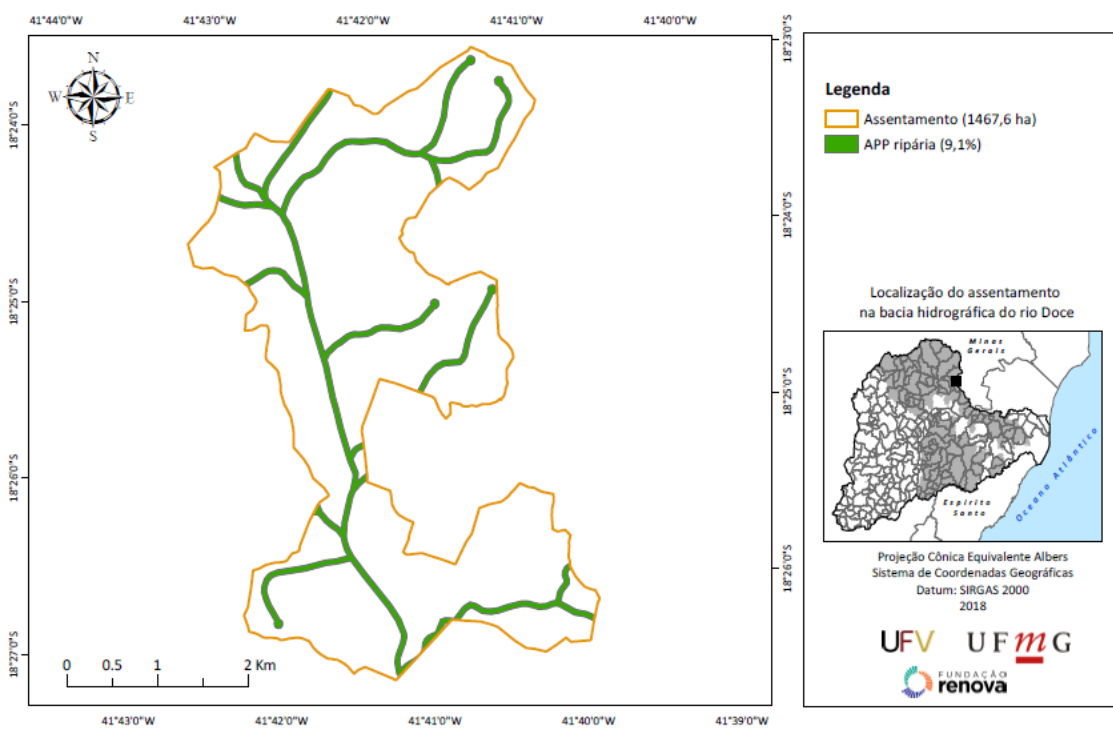 41°44'0"W 41°43'0"W 41°42'0"W 41°41'0"W 41°40'0"W
18°23'0"S
18°24'0"S
18°25'0"S
18°26'0"S
18°27'0"S
N
W E
S
18°24'0"S
18°25'0"S
18°26'0"S
0 0.5 1 2 Km
41°43'0"W 41°42'0"W 41°41'0"W 41°40'0"W 41°39'0"W
Legenda
Assentamento (1467,6 ha)
APP ripária (9,1%)
Localização do assentamento
na bacia hidrográfica do rio Doce
Minas
Gerais
Espírito
Santo
Oceano Atlântico
Projeção Cônica Equivalente Albers
Sistema de Coordenadas Geográficas
Datum: SIRGAS 2000
2018
UFV UFmG
FUNDAÇÃO
renova